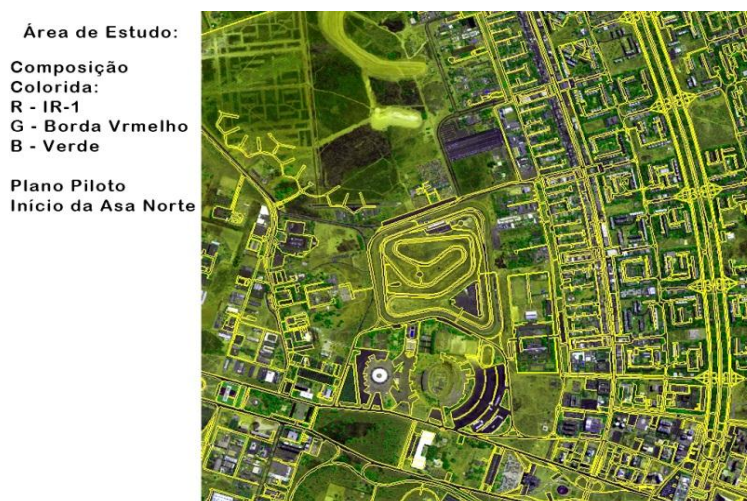 Área de Estudo:
Composição
Colorida:
R - IR-1
G - Borda Vrmelho
B - Verde
Plano Piloto
Início da Asa Norte